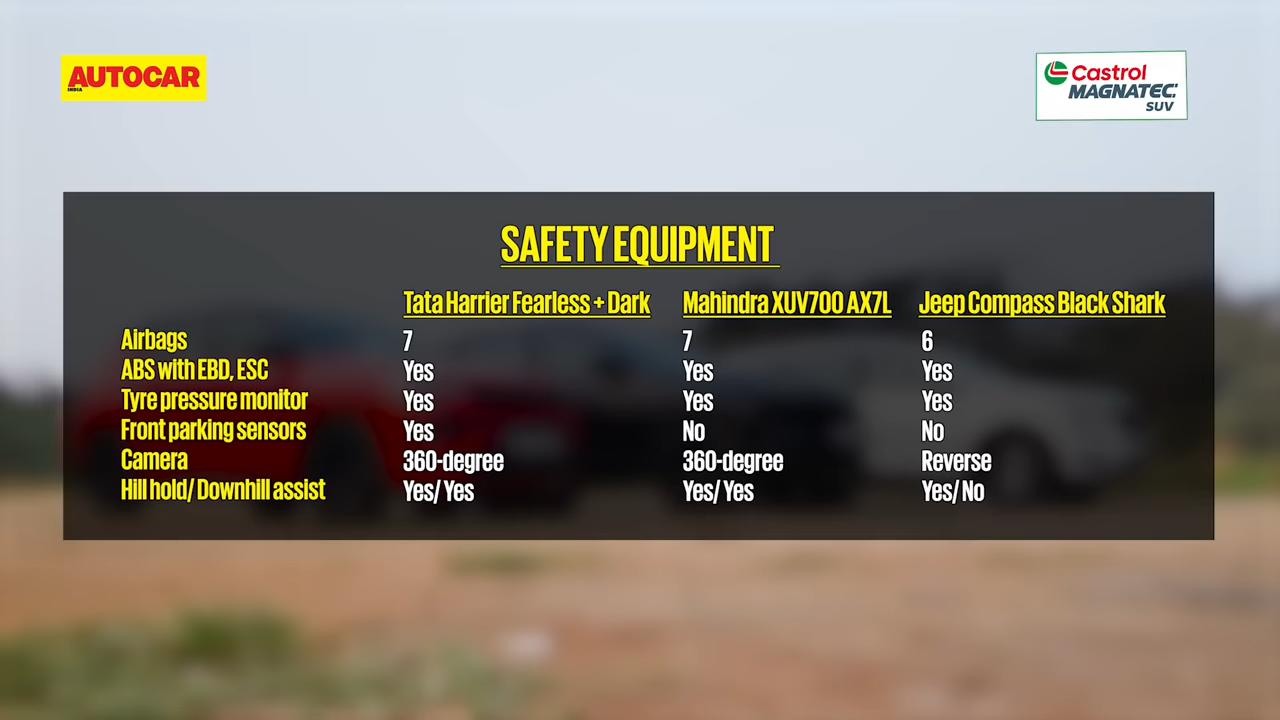 AUTOCAR
INDIA
Castrol
MAGNATEC
SUV
SAFETY EQUIPMENT
Tata Harrier Fearless + Dark Mahindra XUV700 AX7L Jeep Compass Black Shark
Airbags 7 7 6
ABS with EBD, ESC Yes Yes Yes
Tyre pressure monitor Yes Yes Yes
Front parking sensors Yes No No
Camera 360-degree 360-degree Reverse
Hill hold/ Downhill assist Yes/ Yes Yes/ Yes Yes/ No